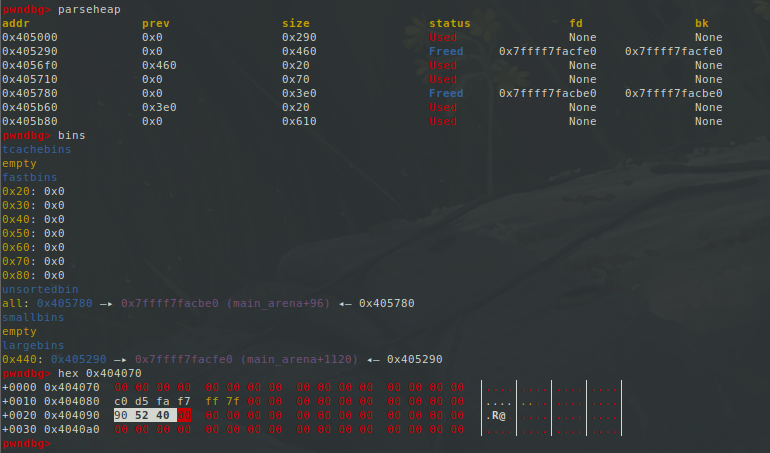 pwndbg> parseheap
addr prev size status fd bk
0x405000 0x0 0x290 Used None None
0x405290 0x0 0x460 Freed 0x7ffff7facfe0 0x7ffff7facfe0
0x4056f0 0x460 0x20 Used None None
0x405710 0x0 0x70 Used None None
0x405780 0x0 0x3e0 Freed 0x7ffff7facbe0 0x7ffff7facbe0
0x405b60 0x3e0 0x20 Used None None
0x405b80 0x0 0x610 Used None None
pwndbg> bins
tcachebins
empty
fastbins
0x20: 0x0
0x30: 0x0
0x40: 0x0
0x50: 0x0
0x60: 0x0
0x70: 0x0
0x80: 0x0
unsortedbin
all: 0x405780 —▸ 0x7ffff7facbe0 (main_arena+96) ◂— 0x405780
smallbins
empty
largebins
0x440: 0x405290 —▸ 0x7ffff7facfe0 (main_arena+1120) ◂— 0x405290
pwndbg> hex 0x404070
+0000 0x404070 00 00 00 00 00 00 00 00 00 00 00 00 00 00 00 00 │....│....│....│....│
+0010 0x404080 c0 d5 fa f7 ff 7f 00 00 00 00 00 00 00 00 00 00 │....│....│....│....│
+0020 0x404090 90 52 40 00 00 00 00 00 00 00 00 00 00 00 00 00 │.R@.│....│....│....│
+0030 0x4040a0 00 00 00 00 00 00 00 00 00 00 00 00 00 00 00 00 │....│....│....│....│
pwndbg>